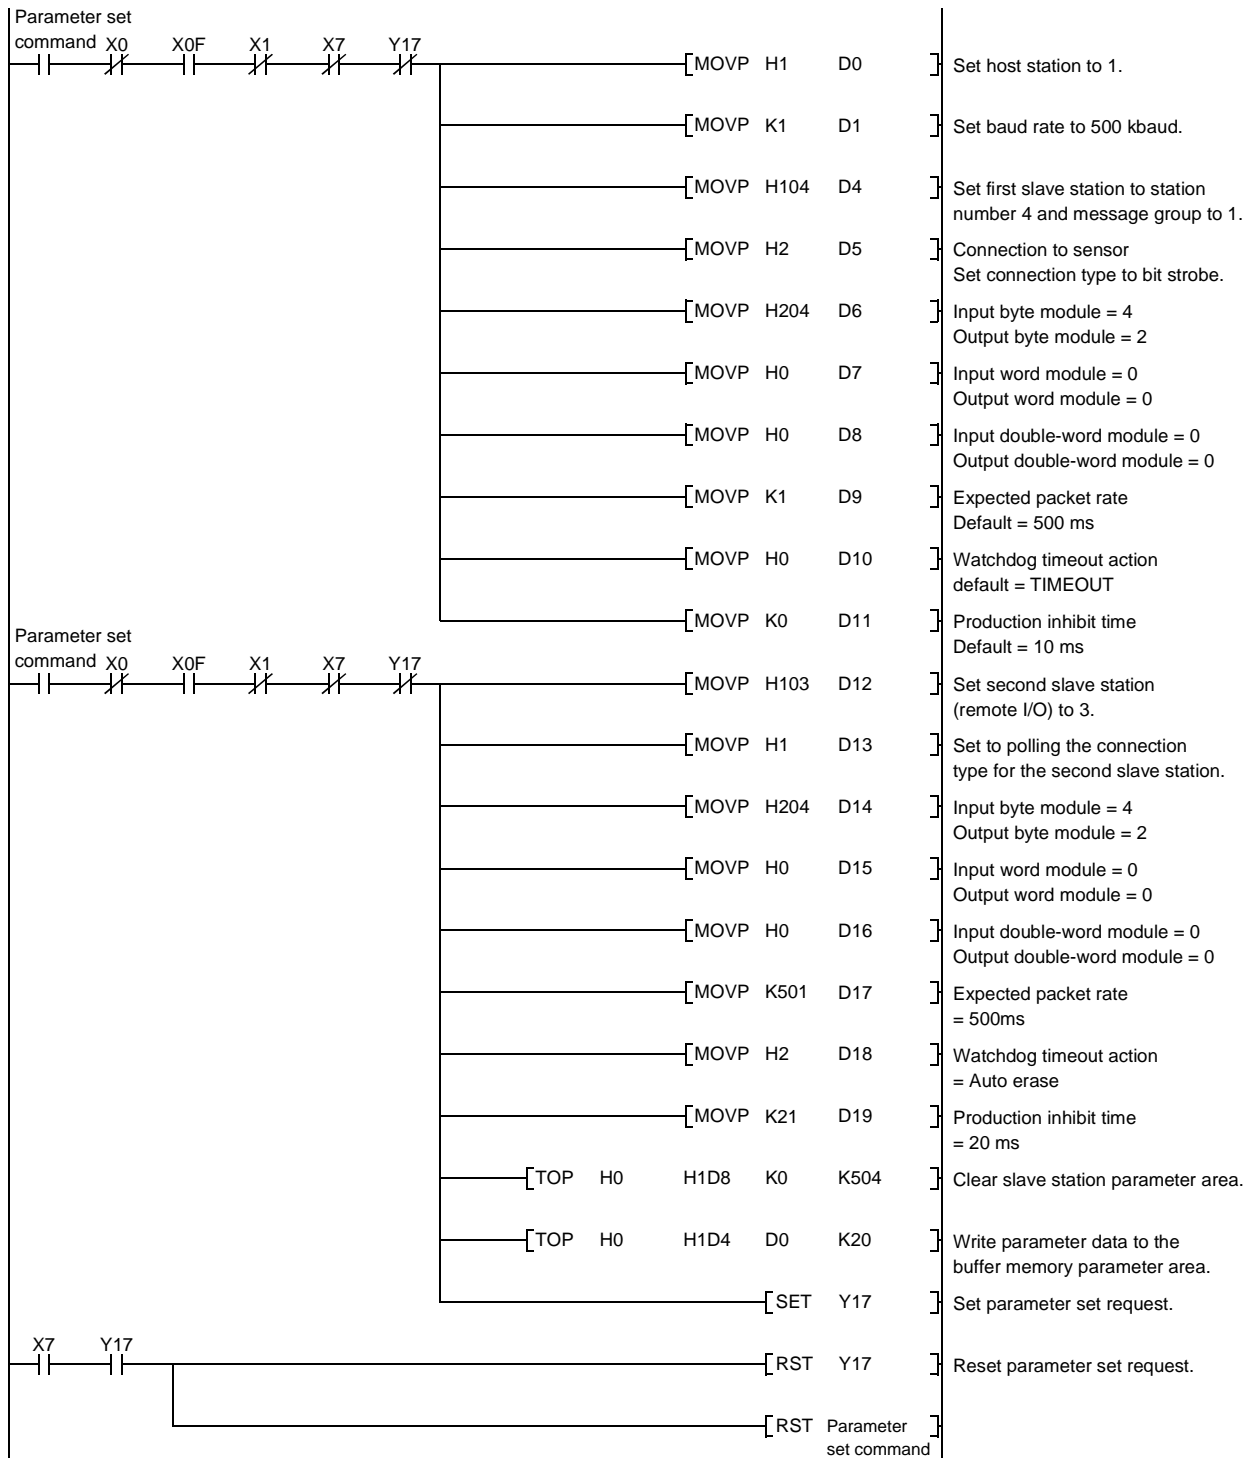 Parameter set
command X0 X0F X1 X7 Y17
MOVP H1 D0 Set host station to 1.
MOVP K1 D1 Set baud rate to 500 kbaud.
MOVP H104 D4 Set first slave station to station
number 4 and message group to 1.
MOVP H2 D5 Connection to sensor
Set connection type to bit strobe.
MOVP H204 D6 Input byte module = 4
Output byte module = 2
MOVP H0 D7 Input word module = 0
Output word module = 0
MOVP H0 D8 Input double-word module = 0
Output double-word module = 0
MOVP K1 D9 Expected packet rate
Default = 500 ms
MOVP H0 D10 Watchdog timeout action
default = TIMEOUT
MOVP K0 D11 Production inhibit time
Default = 10 ms
Parameter set
command X0 X0F X1 X7 Y17
MOVP H103 D12 Set second slave station
(remote I/O) to 3.
MOVP H1 D13 Set to polling the connection
type for the second slave station.
MOVP H204 D14 Input byte module = 4
Output byte module = 2
MOVP H0 D15 Input word module = 0
Output word module = 0
MOVP H0 D16 Input double-word module = 0
Output double-word module = 0
MOVP K501 D17 Expected packet rate
= 500ms
MOVP H2 D18 Watchdog timeout action
= Auto erase
MOVP K21 D19 Production inhibit time
= 20 ms
TOP H0 H1D8 K0 K504 Clear slave station parameter area.
TOP H0 H1D4 D0 K20 Write parameter data to the
buffer memory parameter area.
SET Y17 Set parameter set request.
X7 Y17
RST Y17 Reset parameter set request.
RST Parameter
set command